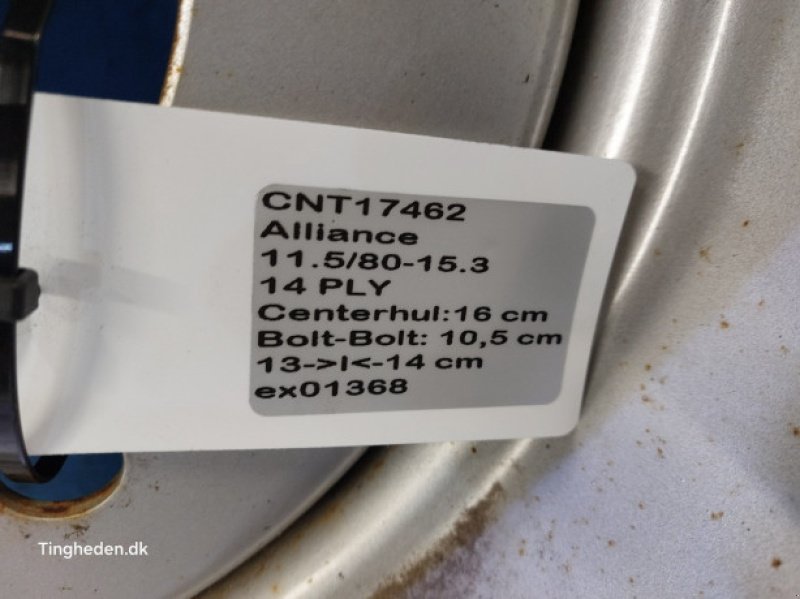 CNT17462
Alliance
11.5/80-15.3
14 PLY
Centerhul:16 cm
Bolt-Bolt: 10,5 cm
13->I<-14 cm
ex01368
Tingheden.dk